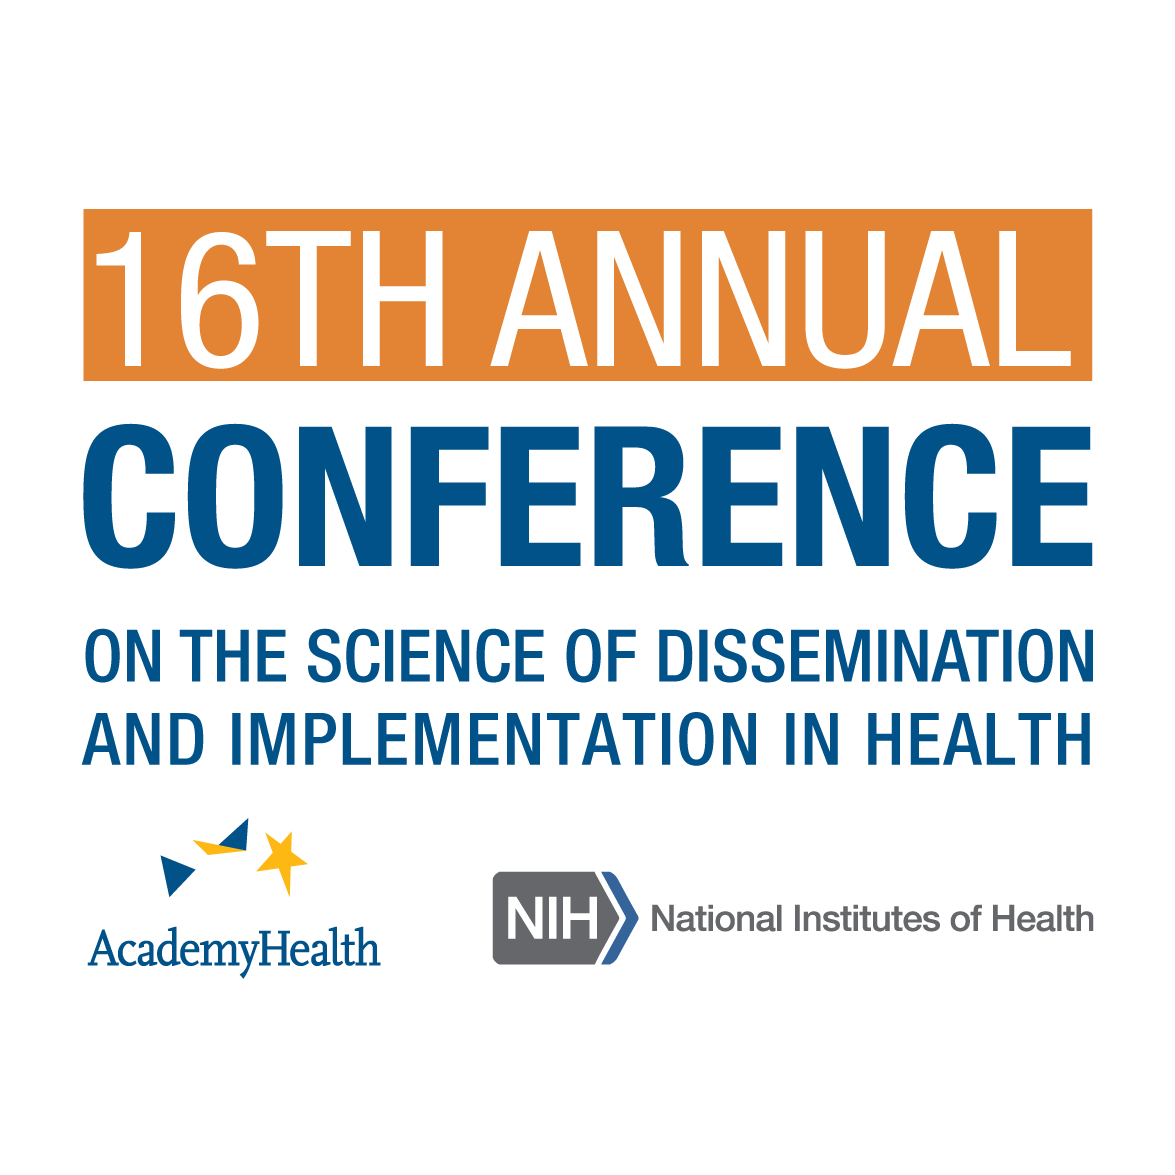 16TH ANNUAL
CONFERENCE
ON THE SCIENCE OF DISSEMINATION
AND IMPLEMENTATION IN HEALTH
AcademyHealth
NIH National Institutes of Health